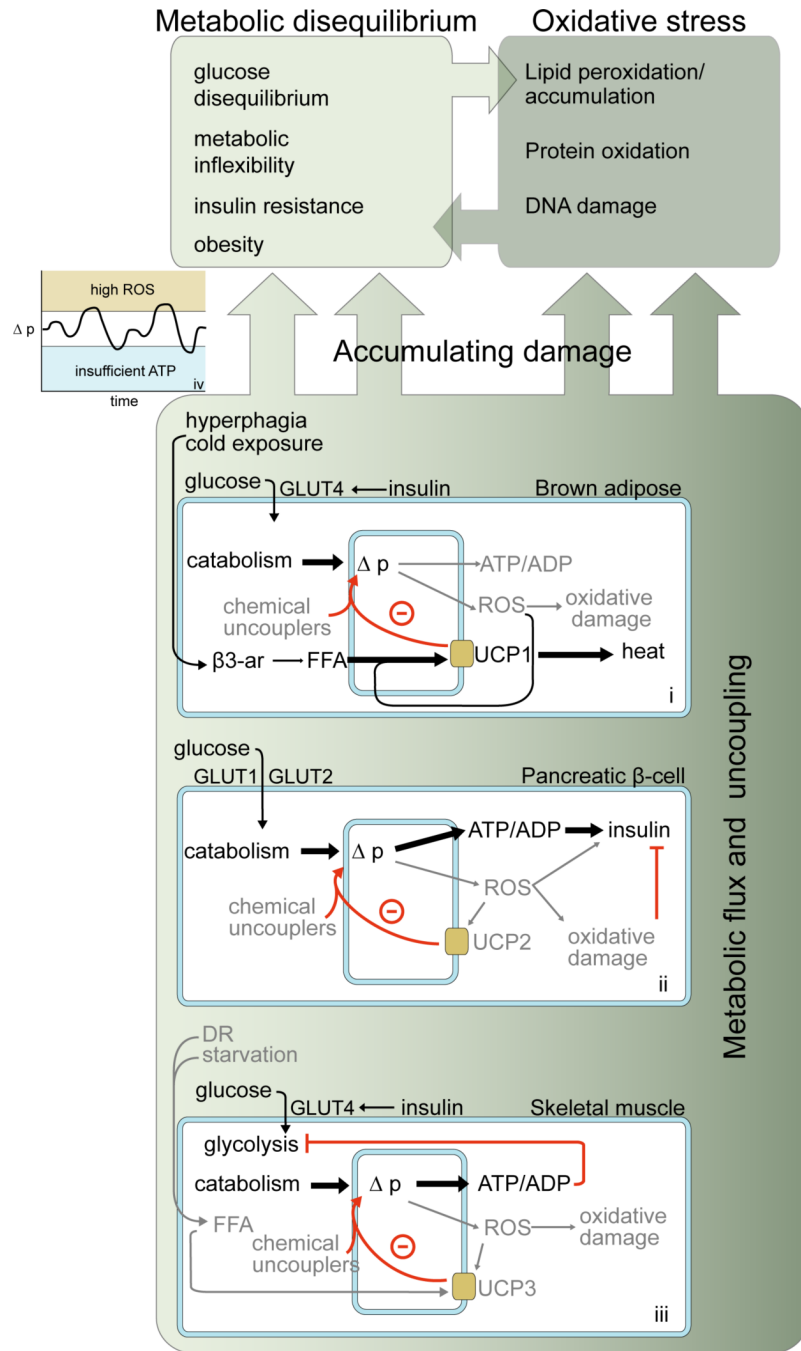 Metabolic disequilibrium
Oxidative stress
glucose
disequilibrium
metabolic
inflexibility
insulin resistance
obesity
Lipid peroxidation/
accumulation
Protein oxidation
DNA damage
high ROS
Δ p
insufficient ATP
iv
time
Accumulating damage
hyperphagia
cold exposure
glucose
GLUT4
insulin
Brown adipose
catabolism
Δ p
ATP/ADP
chemical
uncouplers
ROS
oxidative
damage
β3-ar
FFA
UCP1
heat
i
glucose
GLUT1
GLUT2
Pancreatic β-cell
catabolism
Δ p
ATP/ADP
insulin
chemical
uncouplers
ROS
UCP2
oxidative
damage
ii
DR
starvation
glucose
GLUT4
insulin
Skeletal muscle
glycolysis
catabolism
Δ p
ATP/ADP
FFA
chemical
uncouplers
ROS
oxidative
damage
UCP3
iii
Metabolic flux and uncoupling